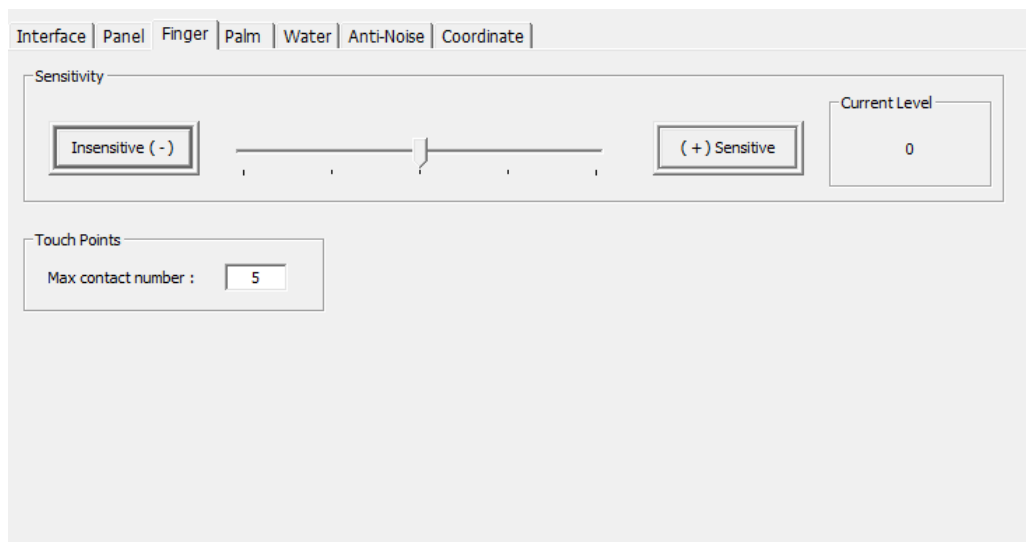 Interface Panel Finger Palm Water Anti-Noise Coordinate
Sensitivity
Current Level
Insensitive ( - )
( + ) Sensitive
0
Touch Points
Max contact number : 5